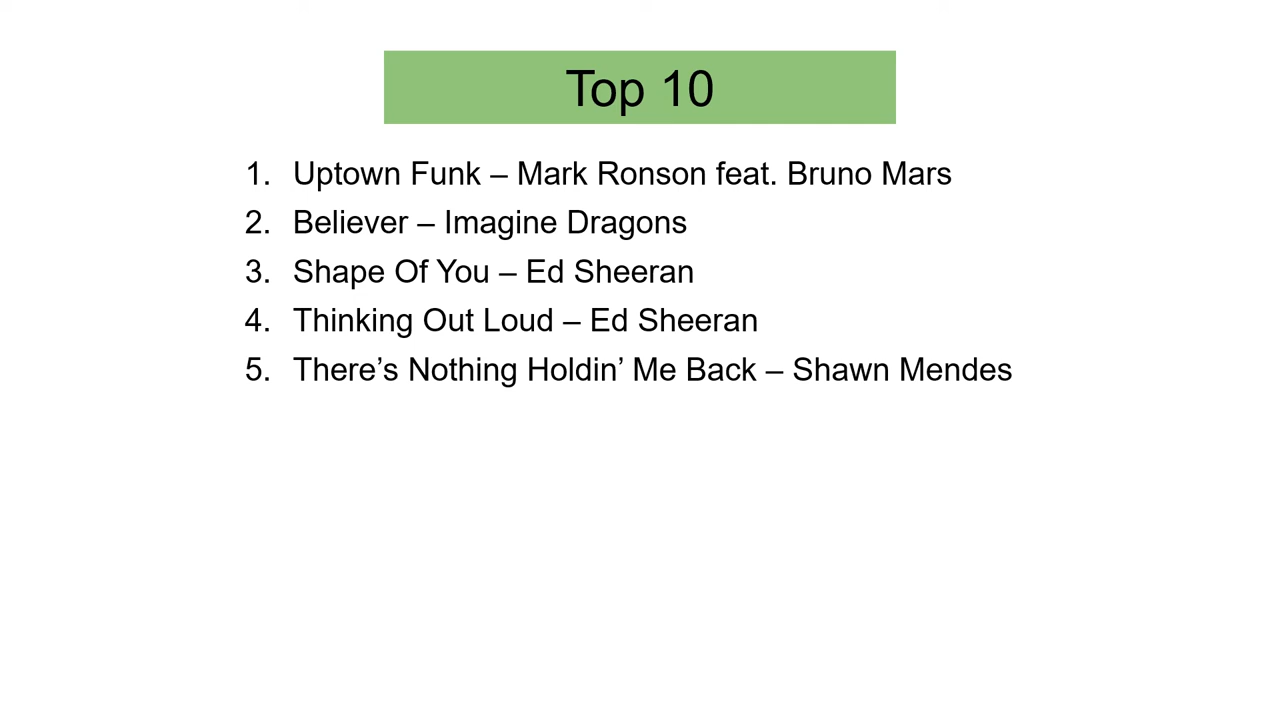 Top 10
1. Uptown Funk – Mark Ronson feat. Bruno Mars
2. Believer – Imagine Dragons
3. Shape Of You – Ed Sheeran
4. Thinking Out Loud – Ed Sheeran
5. There’s Nothing Holdin’ Me Back – Shawn Mendes